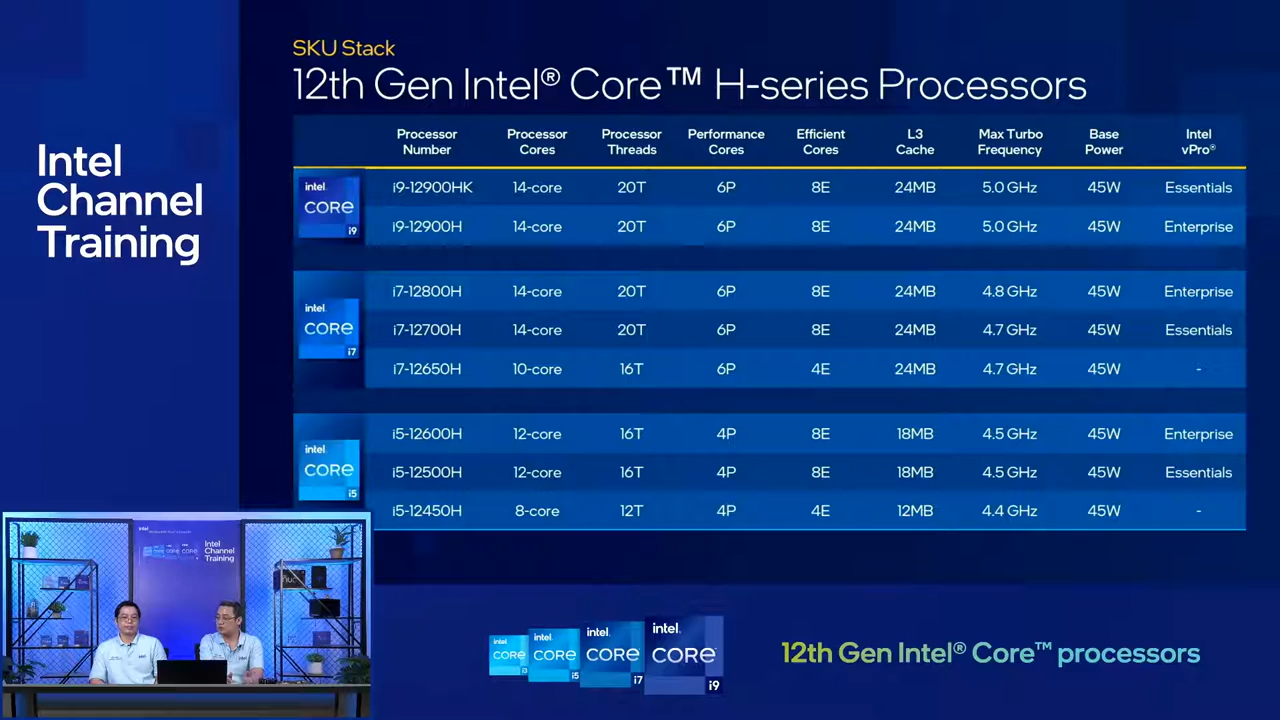 Intel
Channel
Training
SKU Stack
12th Gen Intel® Core™ H-series Processors
Processor Number Processor Cores Processor Threads Performance Cores Efficient Cores L3 Cache Max Turbo Frequency Base Power Intel vPro®
intel CORE i9
i9-12900HK 14-core 20T 6P 8E 24MB 5.0 GHz 45W Essentials
i9-12900H 14-core 20T 6P 8E 24MB 5.0 GHz 45W Enterprise
intel CORE i7
i7-12800H 14-core 20T 6P 8E 24MB 4.8 GHz 45W Enterprise
i7-12700H 14-core 20T 6P 8E 24MB 4.7 GHz 45W Essentials
i7-12650H 10-core 16T 6P 4E 24MB 4.7 GHz 45W -
intel CORE i5
i5-12600H 12-core 16T 4P 8E 18MB 4.5 GHz 45W Enterprise
i5-12500H 12-core 16T 4P 8E 18MB 4.5 GHz 45W Essentials
i5-12450H 8-core 12T 4P 4E 12MB 4.4 GHz 45W -
intel
Intel
Channel
Training
nuc
intel CORE i3
intel CORE i5
intel CORE i7
intel CORE i9
12th Gen Intel® Core™ processors